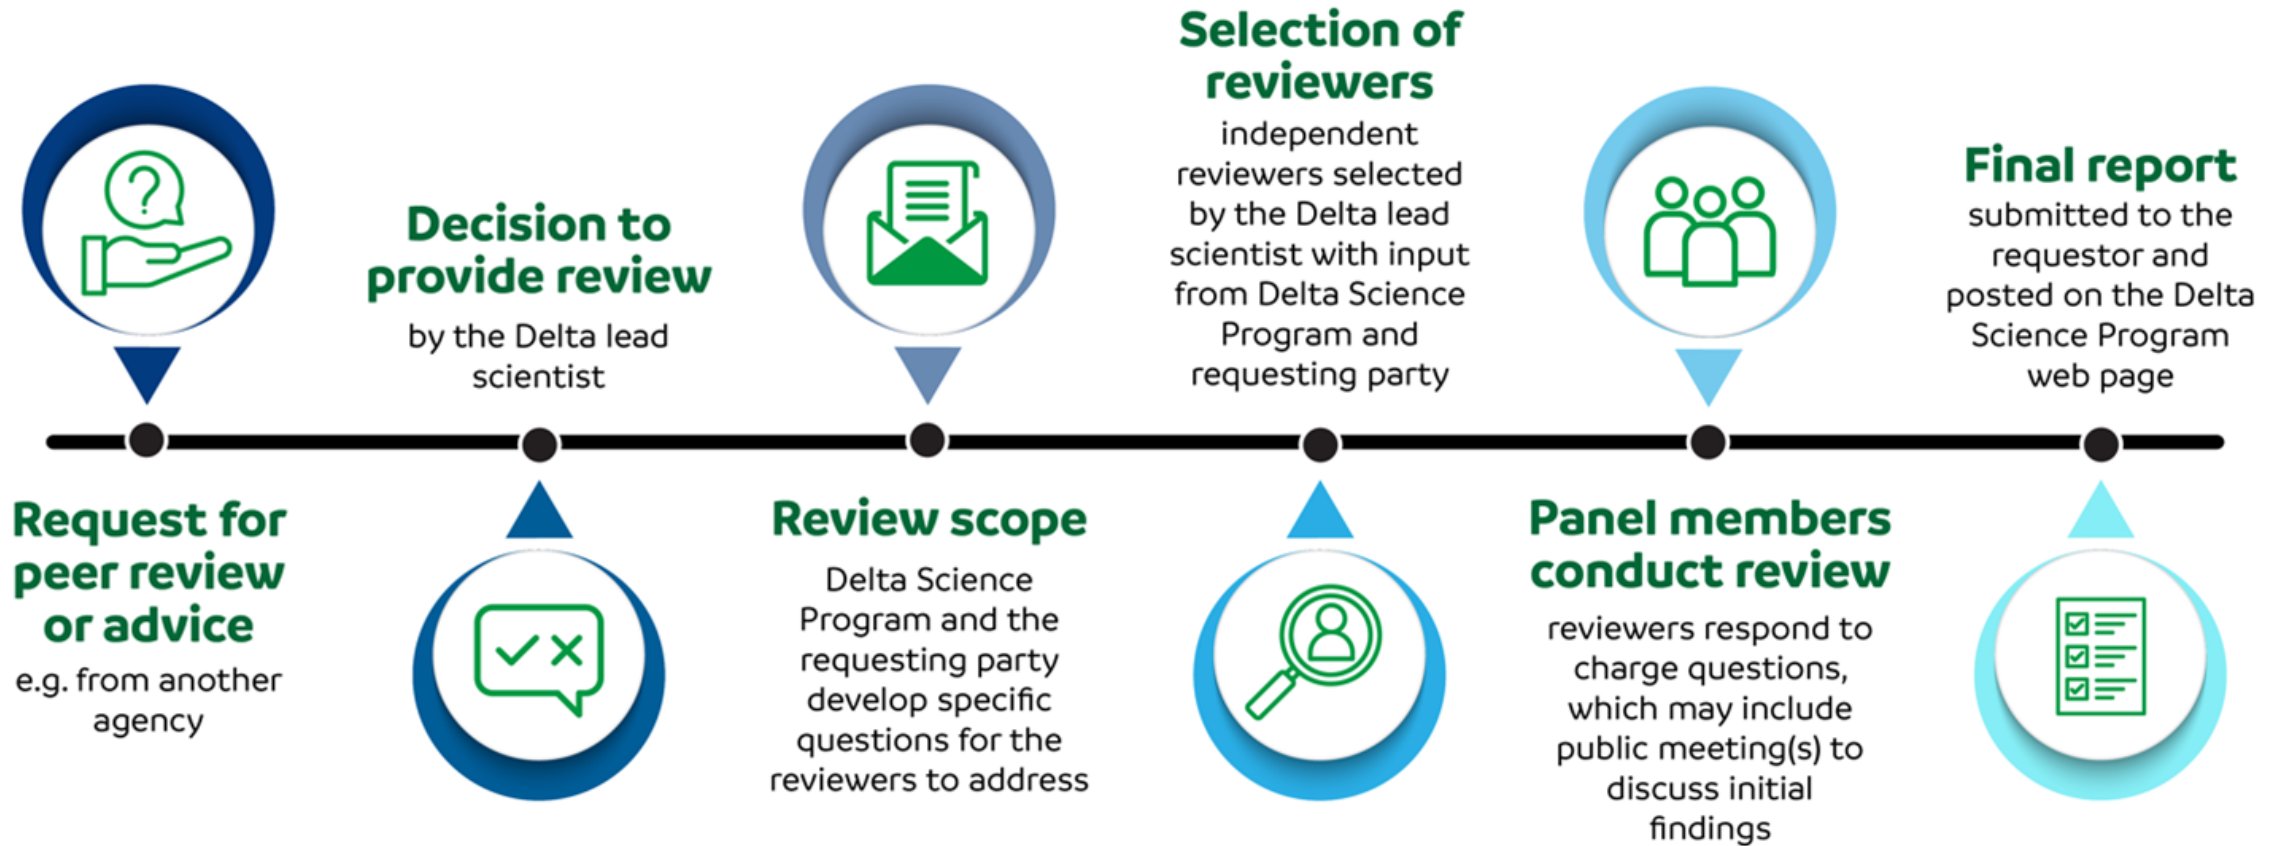 Request for
peer review
or advice
e.g. from another
agency
Decision to
provide review
by the Delta lead
scientist
Review scope
Delta Science
Program and the
requesting party
develop specific
questions for the
reviewers to address
Selection of
reviewers
independent
reviewers selected
by the Delta lead
scientist with input
from Delta Science
Program and
requesting party
Panel members
conduct review
reviewers respond to
charge questions,
which may include
public meeting(s) to
discuss initial
findings
Final report
submitted to the
requestor and
posted on the Delta
Science Program
web page